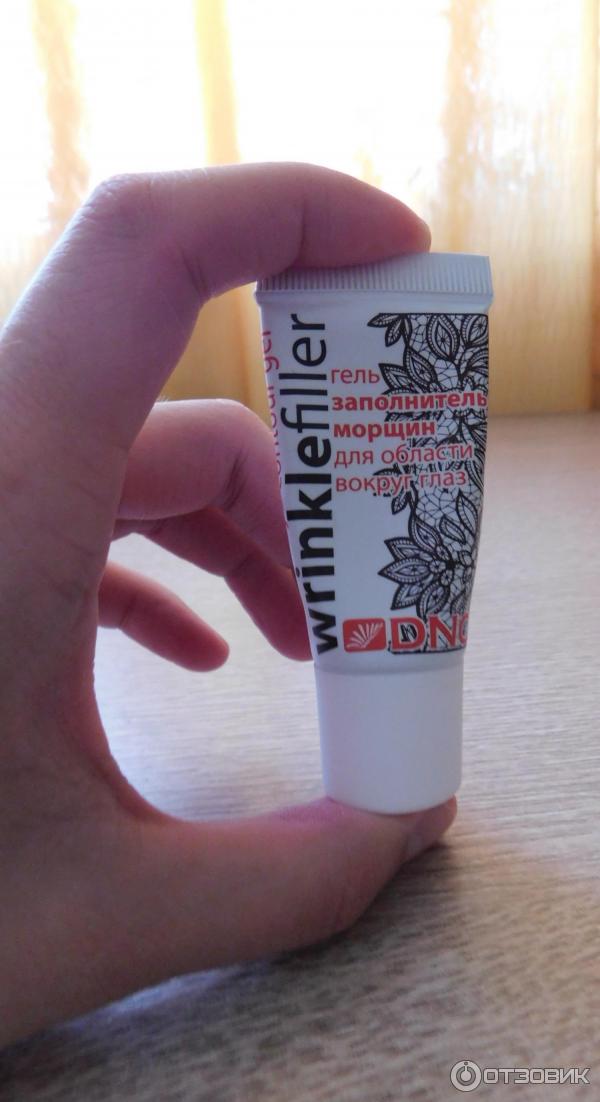 wrinklefiller
гель
заполнитель
морщин
для области
вокруг глаз
DNC
ОТЗОВИК